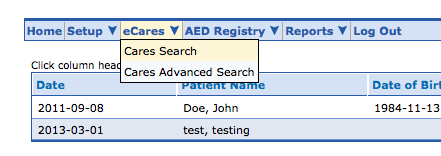 Home Setup ▼ eCares ▼ AED Registry ▼ Reports ▼ Log Out
Cares Search
Cares Advanced Search
Click column head
Date Patient Name Date of Birt
2011-09-08 Doe, John 1984-11-13
2013-03-01 test, testing